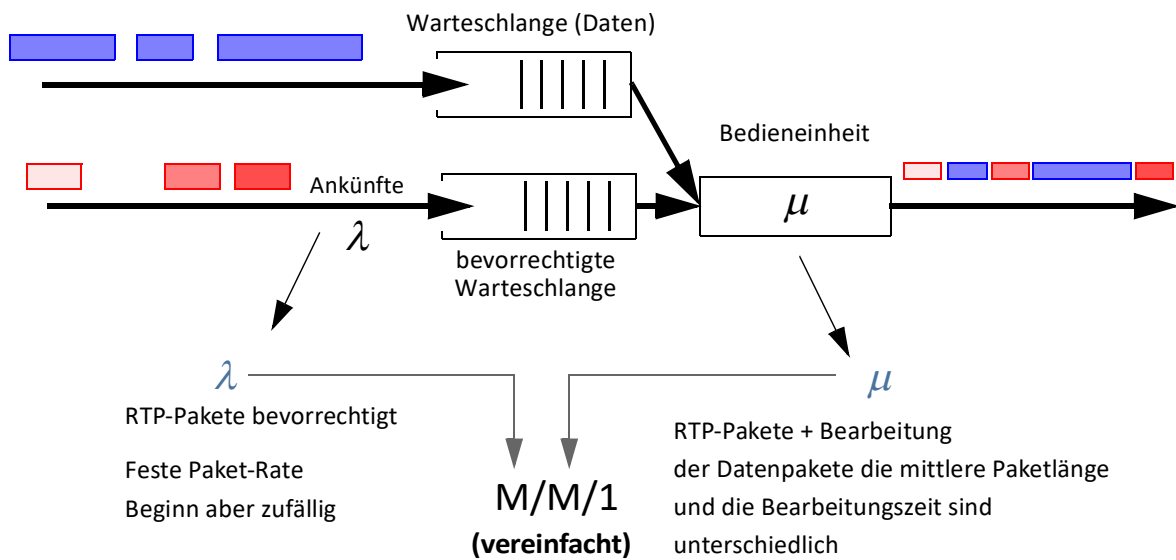 Warteschlange (Daten)
Bedieneinheit
Ankünfte
λ
μ
bevorrechtigte
Warteschlange
λ
μ
RTP-Pakete bevorrechtigt
Feste Paket-Rate
Beginn aber zufällig
M/M/1
(vereinfacht)
RTP-Pakete + Bearbeitung
der Datenpakete die mittlere Paketlänge
und die Bearbeitungszeit sind
unterschiedlich